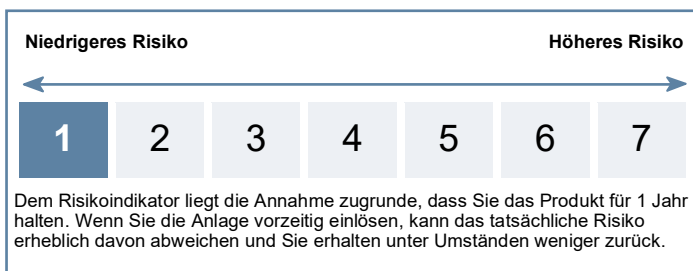 Niedrigeres Risiko Höheres Risiko
1 2 3 4 5 6 7
Dem Risikoindikator liegt die Annahme zugrunde, dass Sie das Produkt für 1 Jahr
halten. Wenn Sie die Anlage vorzeitig einlösen, kann das tatsächliche Risiko
erheblich davon abweichen und Sie erhalten unter Umständen weniger zurück.